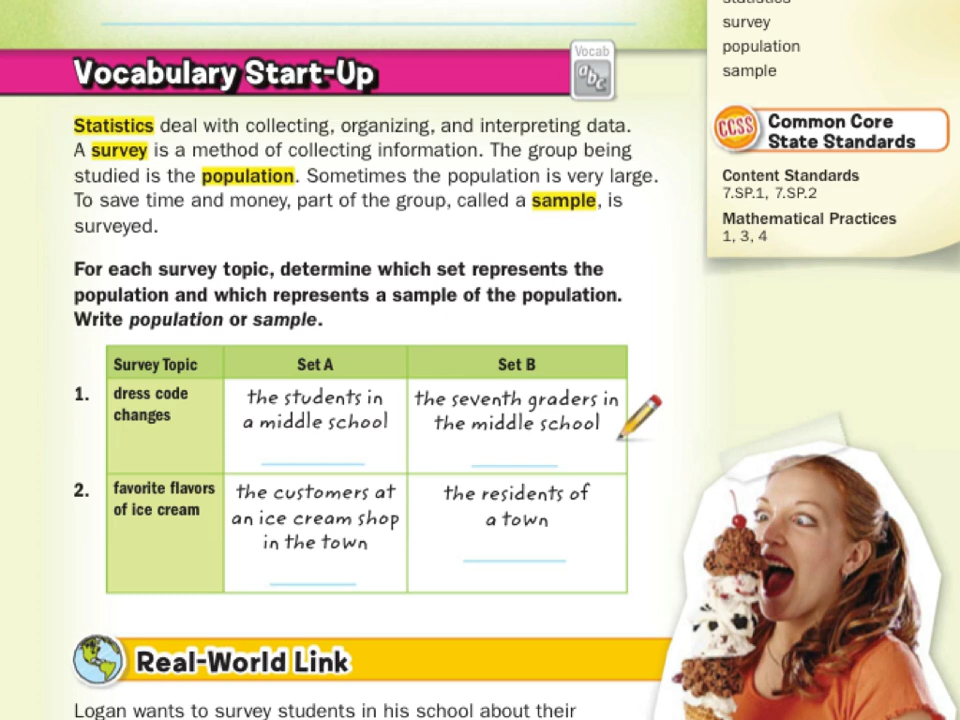 survey
population
sample
Vocabulary Start-Up
Vocab
abc
Statistics deal with collecting, organizing, and interpreting data.
A survey is a method of collecting information. The group being
studied is the population. Sometimes the population is very large.
To save time and money, part of the group, called a sample, is
surveyed.
For each survey topic, determine which set represents the
population and which represents a sample of the population.
Write population or sample.
Survey Topic Set A Set B
1. dress code changes
the students in
a middle school
the seventh graders in
the middle school
2. favorite flavors
of ice cream
the customers at
an ice cream shop
in the town
the residents of
a town
CCSS Common Core
State Standards
Content Standards
7.SP.1, 7.SP.2
Mathematical Practices
1, 3, 4
Real-World Link
Logan wants to survey students in his school about their